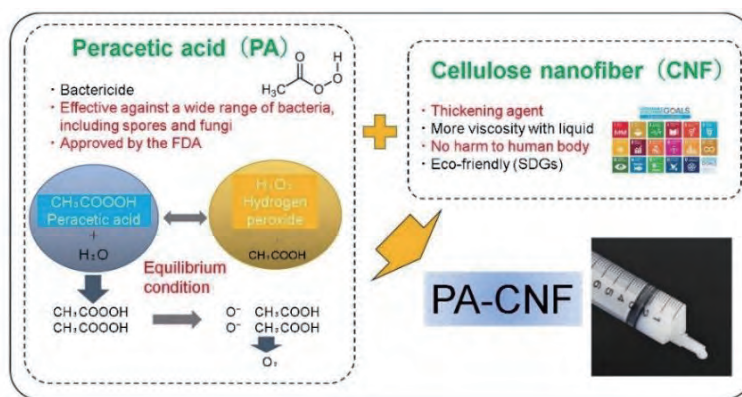 Peracetic acid（PA）
O
H
H₃C
O
O
・Bactericide
・Effective against a wide range of bacteria,
including spores and fungi
・Approved by the FDA
CH₃COOOH
Peracetic acid
+
H₂O
H₂O₂
Hydrogen
peroxide
+
CH₃COOH
Equilibrium
condition
CH₃COOOH
CH₃COOOH
O⁻ CH₃COOH
O⁻ CH₃COOH
O₂
Cellulose nanofiber（CNF）
・Thickening agent
・More viscosity with liquid
・No harm to human body
・Eco-friendly (SDGs)
GOALS
PA-CNF